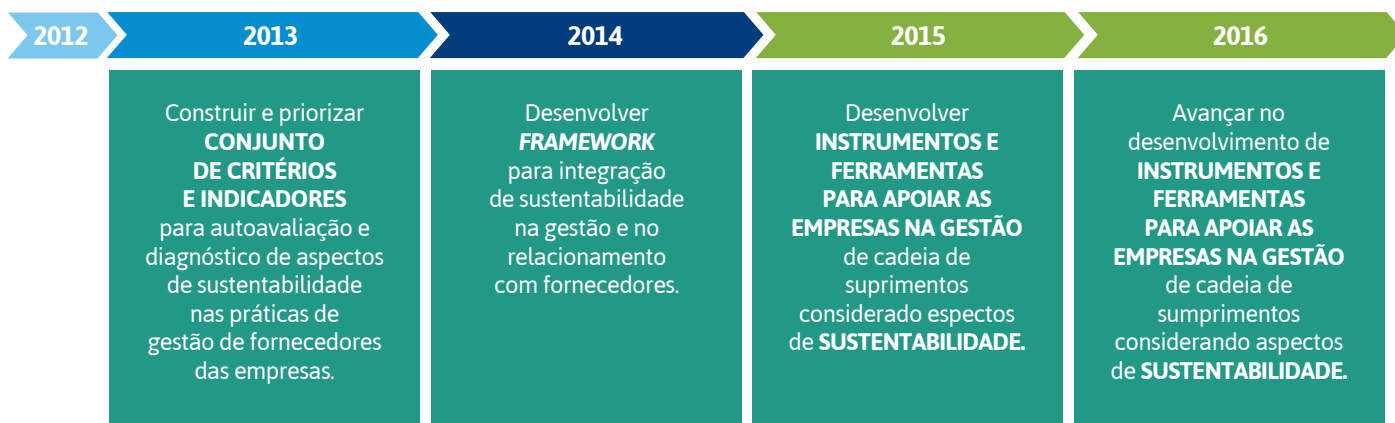 2012
2013
2014
2015
2016
Construir e priorizar
CONJUNTO
DE CRITÉRIOS
E INDICADORES
para autoavaliação e
diagnóstico de aspectos
de sustentabilidade
nas práticas de
gestão de fornecedores
das empresas.
Desenvolver
FRAMEWORK
para integração
de sustentabilidade
na gestão e no
relacionamento
com fornecedores.
Desenvolver
INSTRUMENTOS E
FERRAMENTAS
PARA APOIAR AS
EMPRESAS NA GESTÃO
de cadeia de
suprimentos
considerado espectos
de SUSTENTABILIDADE.
Avançar no
desenvolvimento de
INSTRUMENTOS E
FERRAMENTAS
PARA APOIAR AS
EMPRESAS NA GESTÃO
de cadeia de
sumprimentos
considerando aspectos
de SUSTENTABILIDADE.